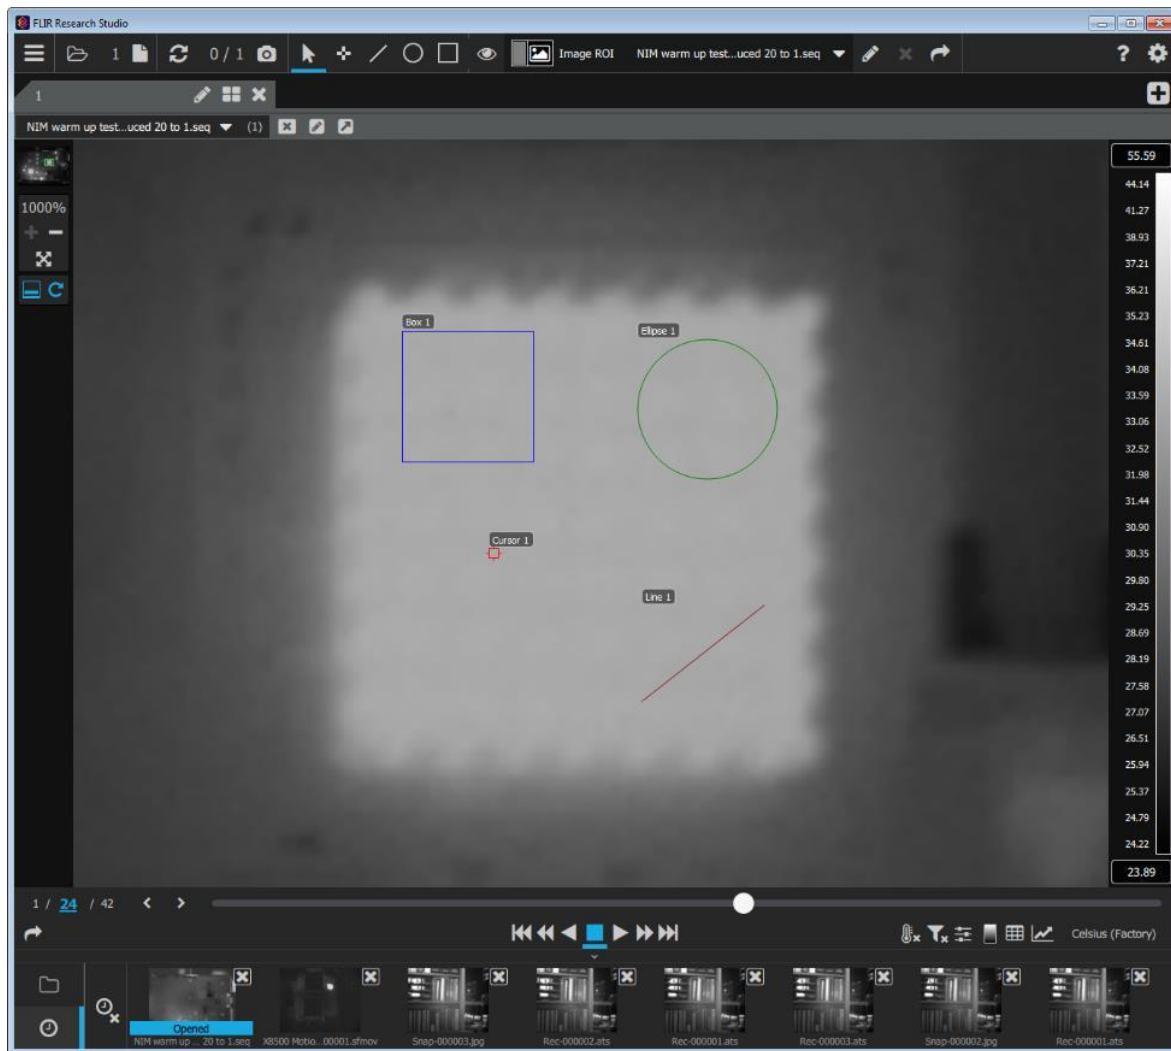 FLIR Research Studio
1 0 / 1 Image ROI NIM warm up test...uced 20 to 1.seq ?
1
NIM warm up test...uced 20 to 1.seq (1)
1000%
55.59
44.14
41.27
38.93
37.21
36.21
35.23
34.61
34.08
33.59
33.06
32.52
31.98
31.44
30.90
30.35
29.80
29.25
28.69
28.19
27.58
27.07
26.51
25.94
25.37
24.79
24.22
23.89
Box 1
Ellipse 1
Cursor 1
Line 1
1 / 24 / 42
Celsius (Factory)
Opened
NIM warm up ... 20 to 1.seq X8500 Motio...00001.sfmov Snap-000003.jpg Rec-000002.ats Rec-000001.ats Rec-000003.ats Snap-000002.jpg Rec-000001.ats